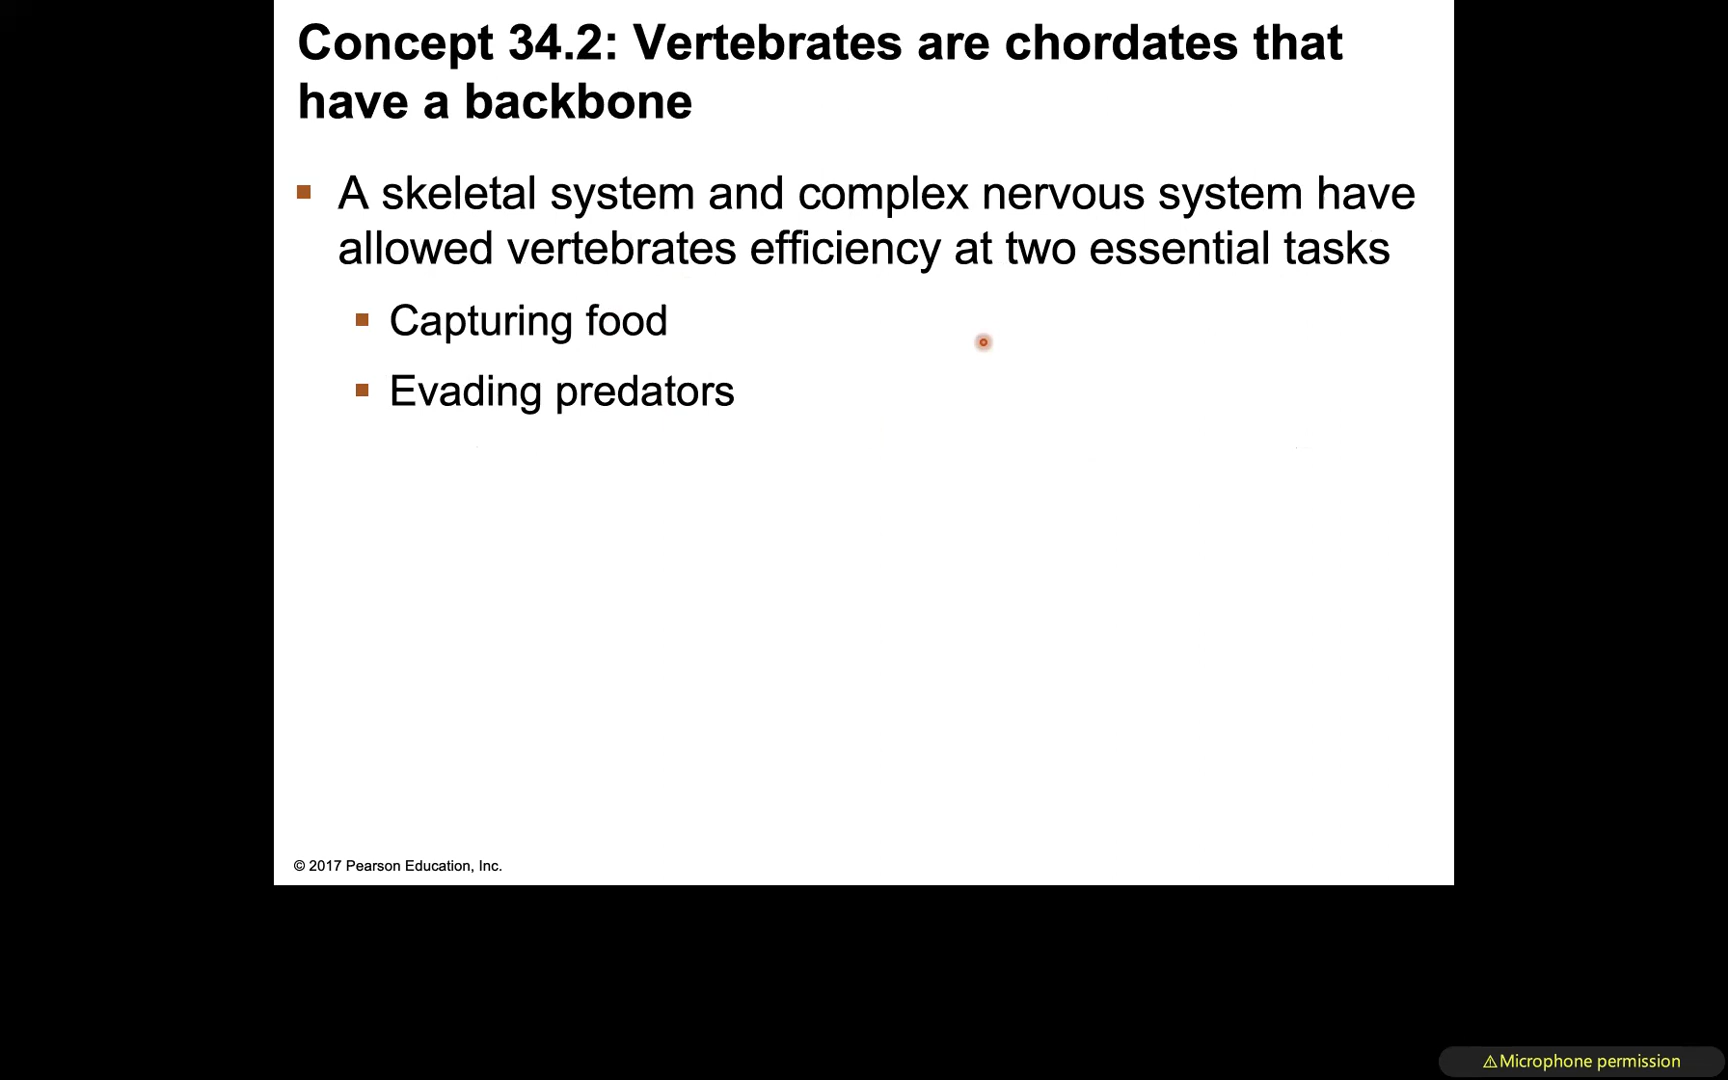 Concept 34.2: Vertebrates are chordates that
have a backbone
A skeletal system and complex nervous system have
allowed vertebrates efficiency at two essential tasks
Capturing food
Evading predators
© 2017 Pearson Education, Inc.
⚠Microphone permission